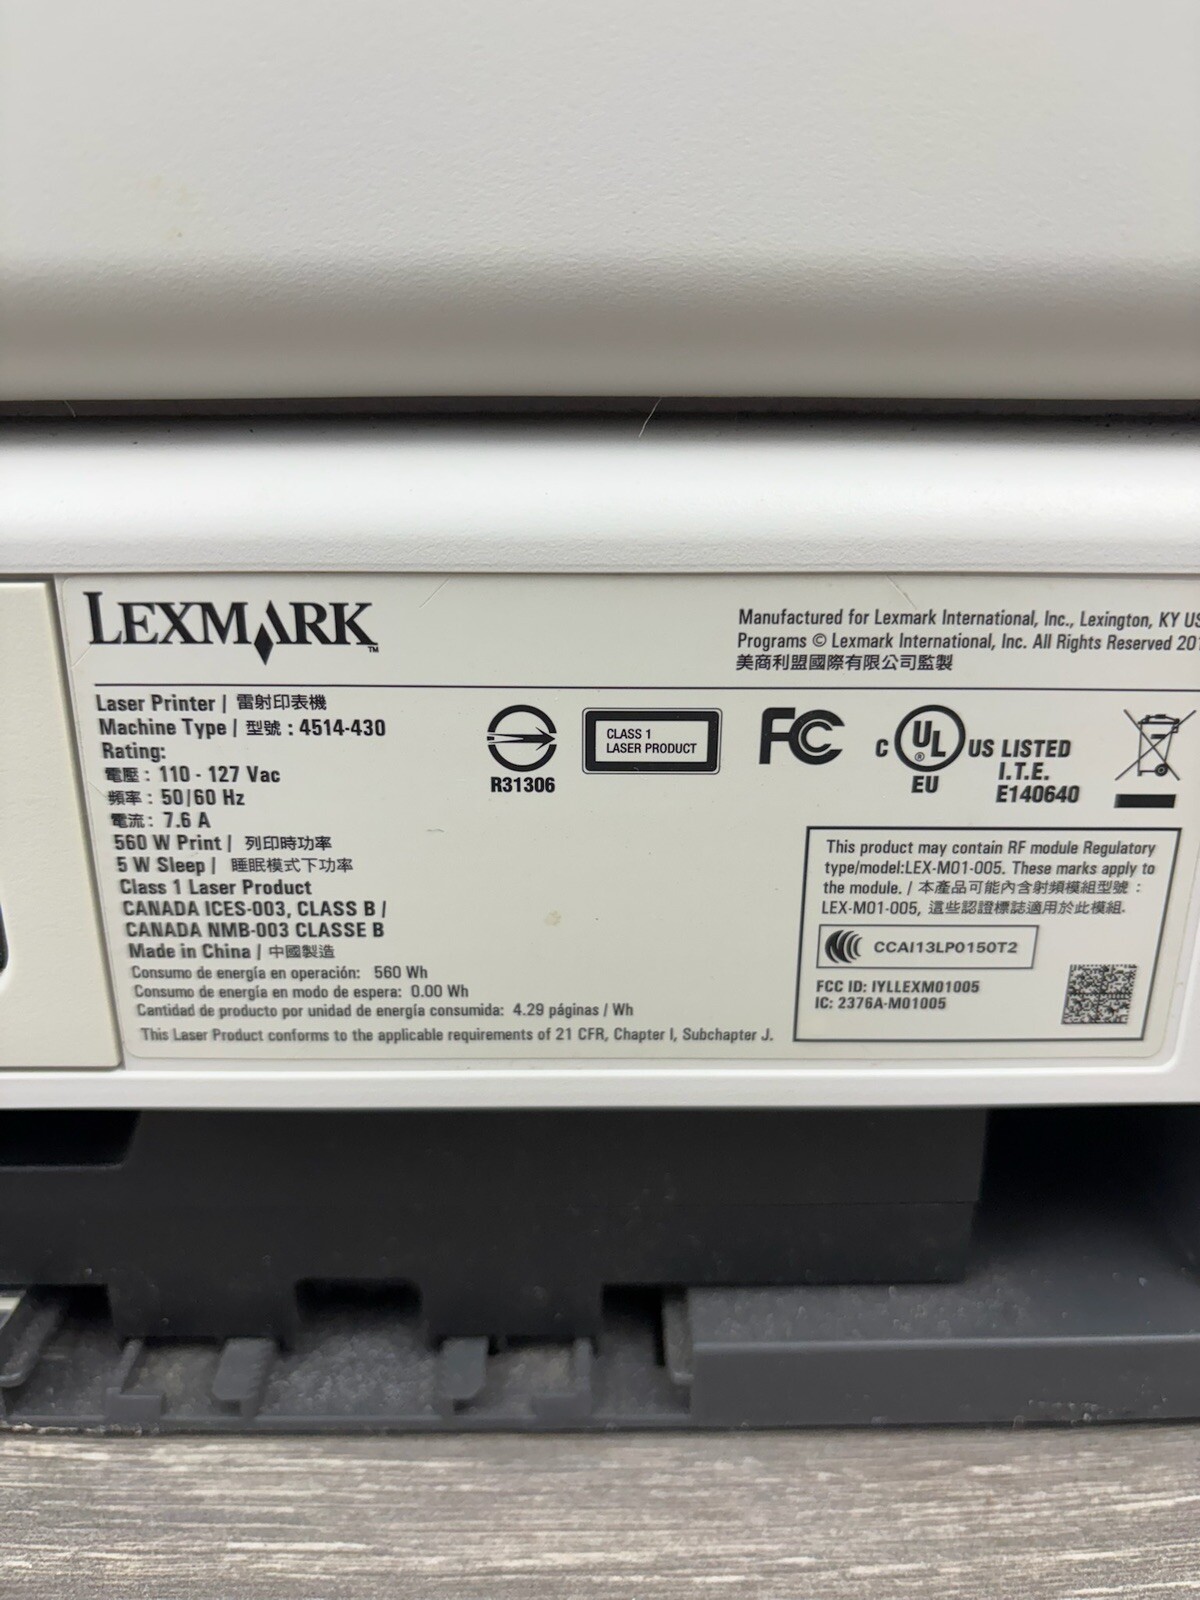 LEXMARK™
Manufactured for Lexmark International, Inc., Lexington, KY
Programs © Lexmark International, Inc. All Rights Reserved
美商利盟國際有限公司監製
Laser Printer | 雷射印表機
Machine Type | 型號 : 4514-430
Rating:
電壓 : 110 - 127 Vac
頻率 : 50/60 Hz
電流 : 7.6 A
560 W Print | 列印時功率
5 W Sleep | 睡眠模式下功率
Class 1 Laser Product
CANADA ICES-003, CLASS B /
CANADA NMB-003 CLASSE B
Made in China | 中國製造
Consumo de energía en operación: 560 Wh
Consumo de energía en modo de espera: 0.00 Wh
Cantidad de producto por unidad de energía consumida: 4.29 páginas / Wh
This Laser Product conforms to the applicable requirements of 21 CFR, Chapter I, Subchapter J.
R31306
CLASS 1
LASER PRODUCT
FC
C UL ® US LISTED
EU
I.T.E.
E140640
This product may contain RF module Regulatory
type/model:LEX-M01-005. These marks apply to
the module. / 本產品可能內含射頻模組型號 :
LEX-M01-005, 這些認證標誌適用於此模組.
CCAI13LP0150T2
FCC ID: IYLLEXM01005
IC: 2376A-M01005